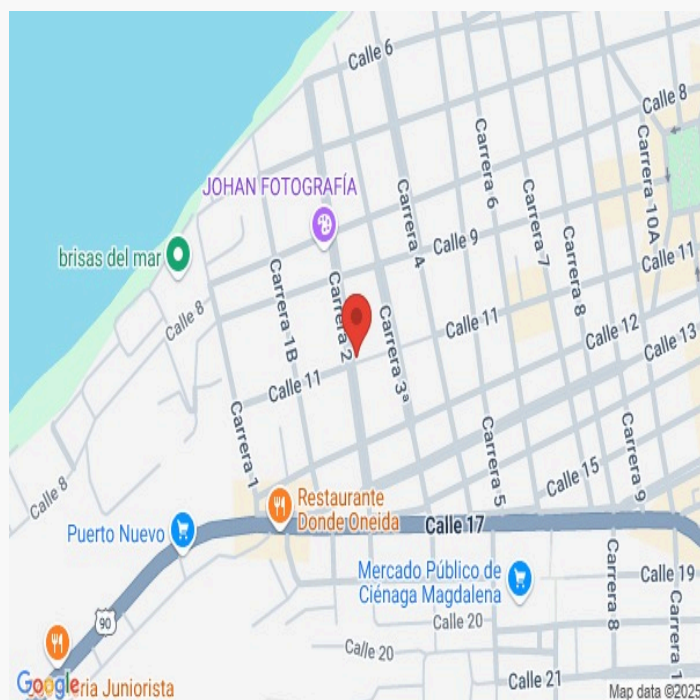 Calle 6
Calle 8
JOHAN FOTOGRAFÍA
Carrera 4
Carrera 6
Carrera 7
Carrera 8
Carrera 10A
brisas del mar
Calle 9
Calle 11
Calle 8
Carrera 1B
Carrera 2
Carrera 3ª
Calle 11
Calle 12
Calle 13
Calle 11
Carrera 1
Carrera 5
Carrera 9
Calle 15
Calle 8
Restaurante
Donde Oneida
Puerto Nuevo
Calle 17
Mercado Público de
Ciénaga Magdalena
Carrera 8
Calle 19
Carrera 1
90
Calle 20
Calle 20
Calle 21
Google
ria Juniorista
Map data ©2025